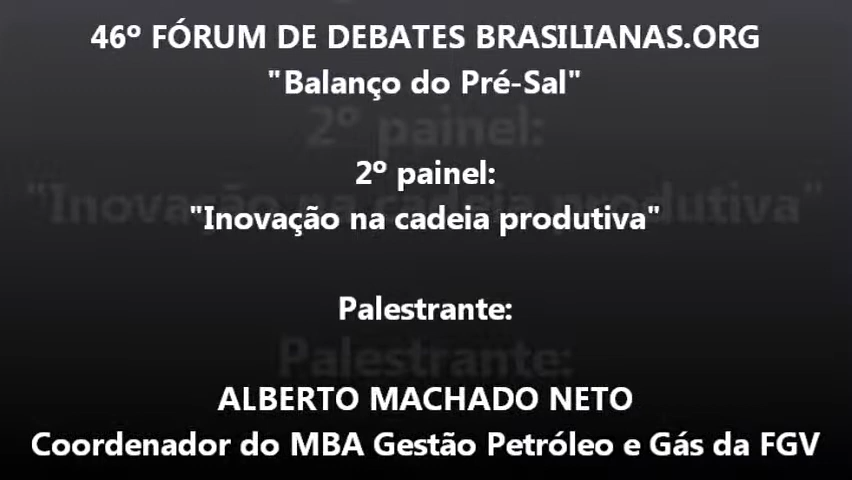 46º FÓRUM DE DEBATES BRASILIANAS.ORG
"Balanço do Pré-Sal"
2º painel:
"Inovação na cadeia produtiva"
Palestrante:
ALBERTO MACHADO NETO
Coordenador do MBA Gestão Petróleo e Gás da FGV